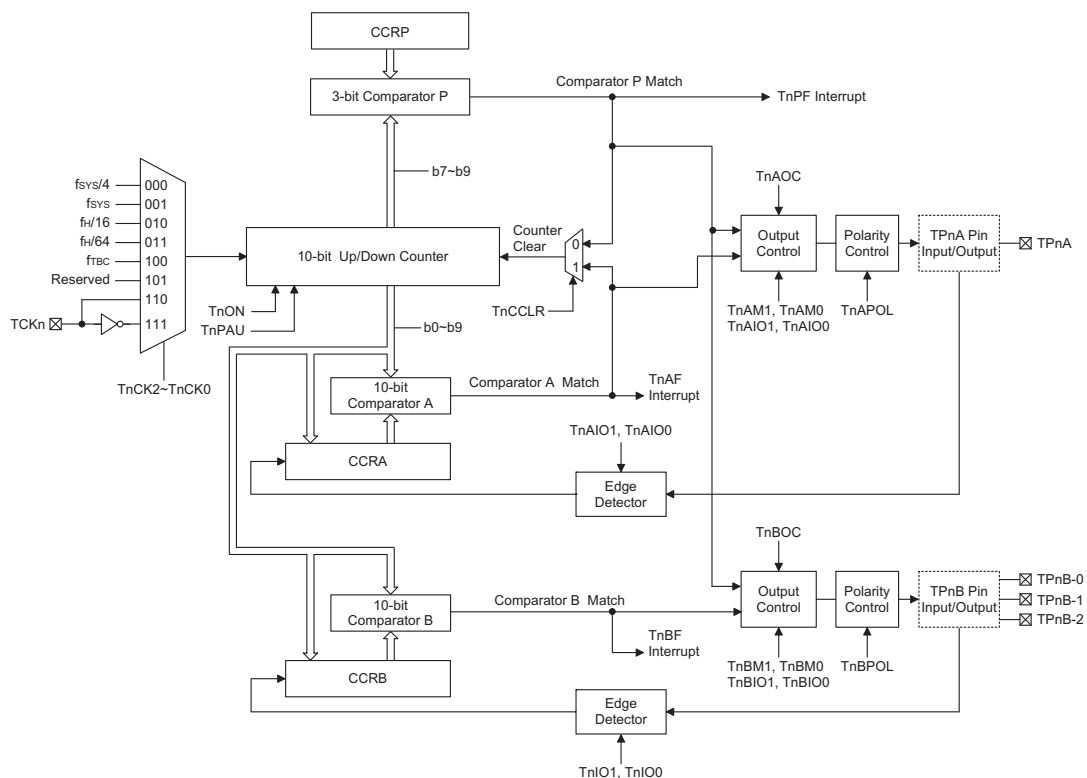 CCRP
3-bit Comparator P
Comparator P Match
TnPF Interrupt
b7~b9
fSYS/4
000
fSYS
001
fH/16
010
fH/64
011
fTBC
100
Reserved
101
110
TCKn
111
TnCK2~TnCK0
10-bit Up/Down Counter
TnON
TnPAU
Counter
Clear
0
1
TnCCLR
b0~b9
TnAOC
Output
Control
Polarity
Control
TPnA Pin
Input/Output
TPnA
TnAM1, TnAM0
TnAIO1, TnAIO0
TnAPOL
10-bit
Comparator A
Comparator A Match
TnAF
Interrupt
CCRA
TnAIO1, TnAIO0
Edge
Detector
TnBOC
Output
Control
Polarity
Control
TPnB Pin
Input/Output
TPnB-0
TPnB-1
TPnB-2
10-bit
Comparator B
Comparator B Match
TnBF
Interrupt
TnBM1, TnBM0
TnBIO1, TnBIO0
TnBPOL
CCRB
Edge
Detector
TnIO1, TnIO0